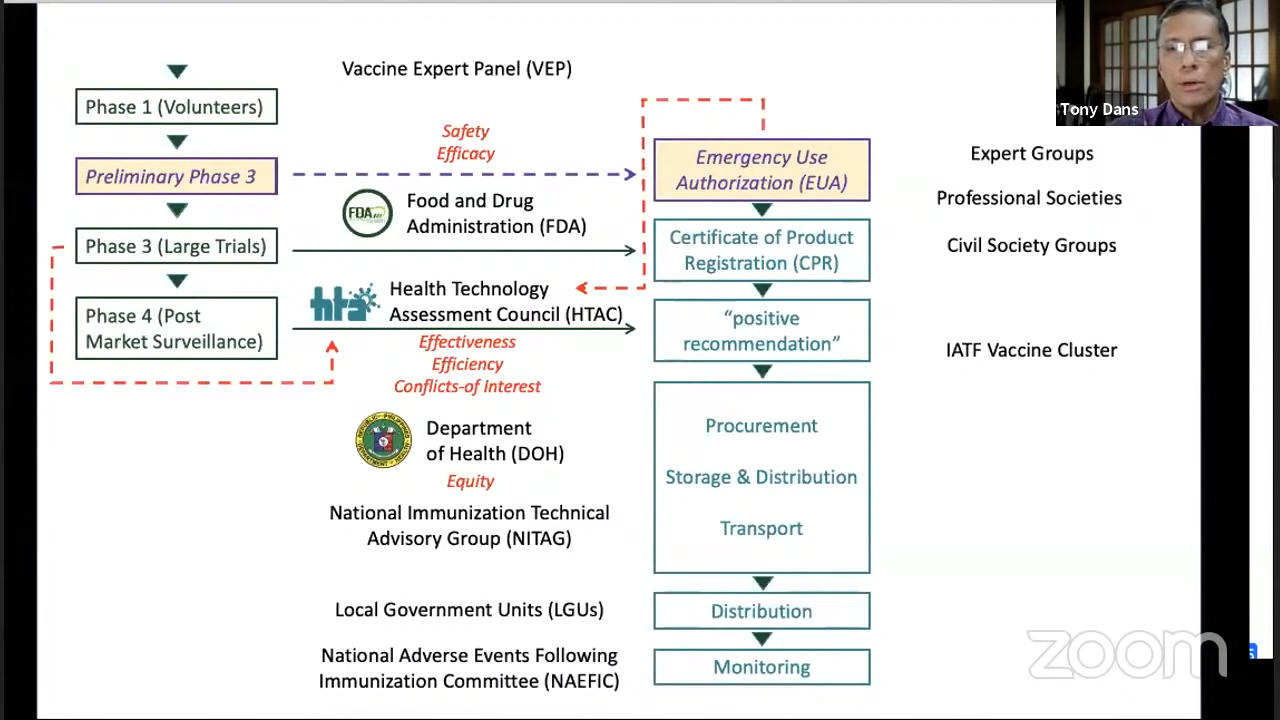 Vaccine Expert Panel (VEP)
Phase 1 (Volunteers)
Preliminary Phase 3
Phase 3 (Large Trials)
Phase 4 (Post
Market Surveillance)
Safety
Efficacy
FDA
Food and Drug
Administration (FDA)
hta
Health Technology
Assessment Council (HTAC)
Effectiveness
Efficiency
Conflicts-of interest
Department
of Health (DOH)
Equity
National Immunization Technical
Advisory Group (NITAG)
Local Government Units (LGUs)
National Adverse Events Following
Immunization Committee (NAEFIC)
Emergency Use
Authorization (EUA)
Certificate of Product
Registration (CPR)
“positive
recommendation”
Procurement
Storage & Distribution
Transport
Distribution
Monitoring
Tony Dans
Expert Groups
Professional Societies
Civil Society Groups
IATF Vaccine Cluster
zoom